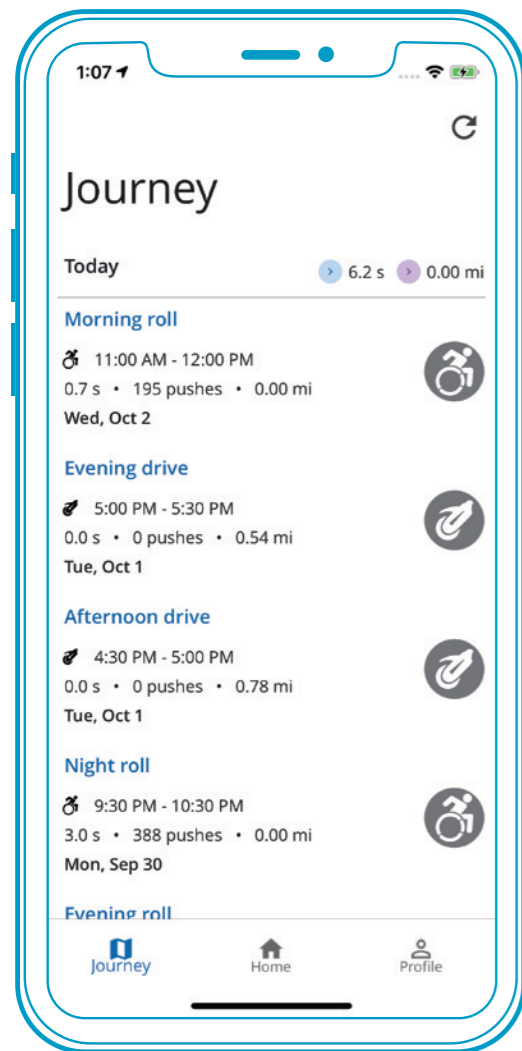 1:07
Journey
Today 6.2 s 0.00 mi
Morning roll
11:00 AM - 12:00 PM
0.7 s • 195 pushes • 0.00 mi
Wed, Oct 2
Evening drive
5:00 PM - 5:30 PM
0.0 s • 0 pushes • 0.54 mi
Tue, Oct 1
Afternoon drive
4:30 PM - 5:00 PM
0.0 s • 0 pushes • 0.78 mi
Tue, Oct 1
Night roll
9:30 PM - 10:30 PM
3.0 s • 388 pushes • 0.00 mi
Mon, Sep 30
Evening roll
Journey Home Profile